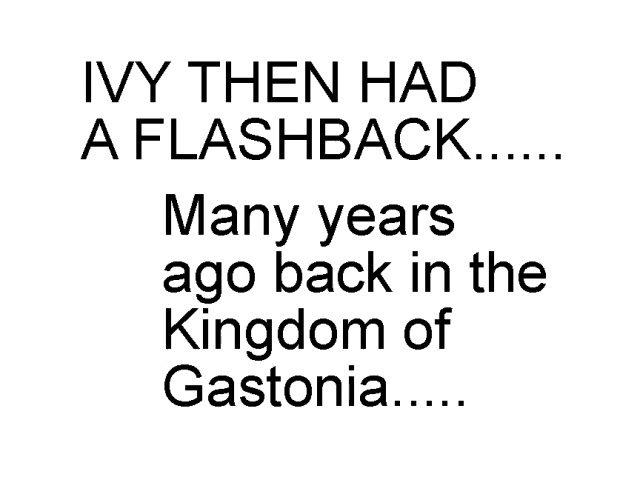 IVY THEN HAD
A FLASHBACK......
Many years
ago back in the
Kingdom of
Gastonia.....